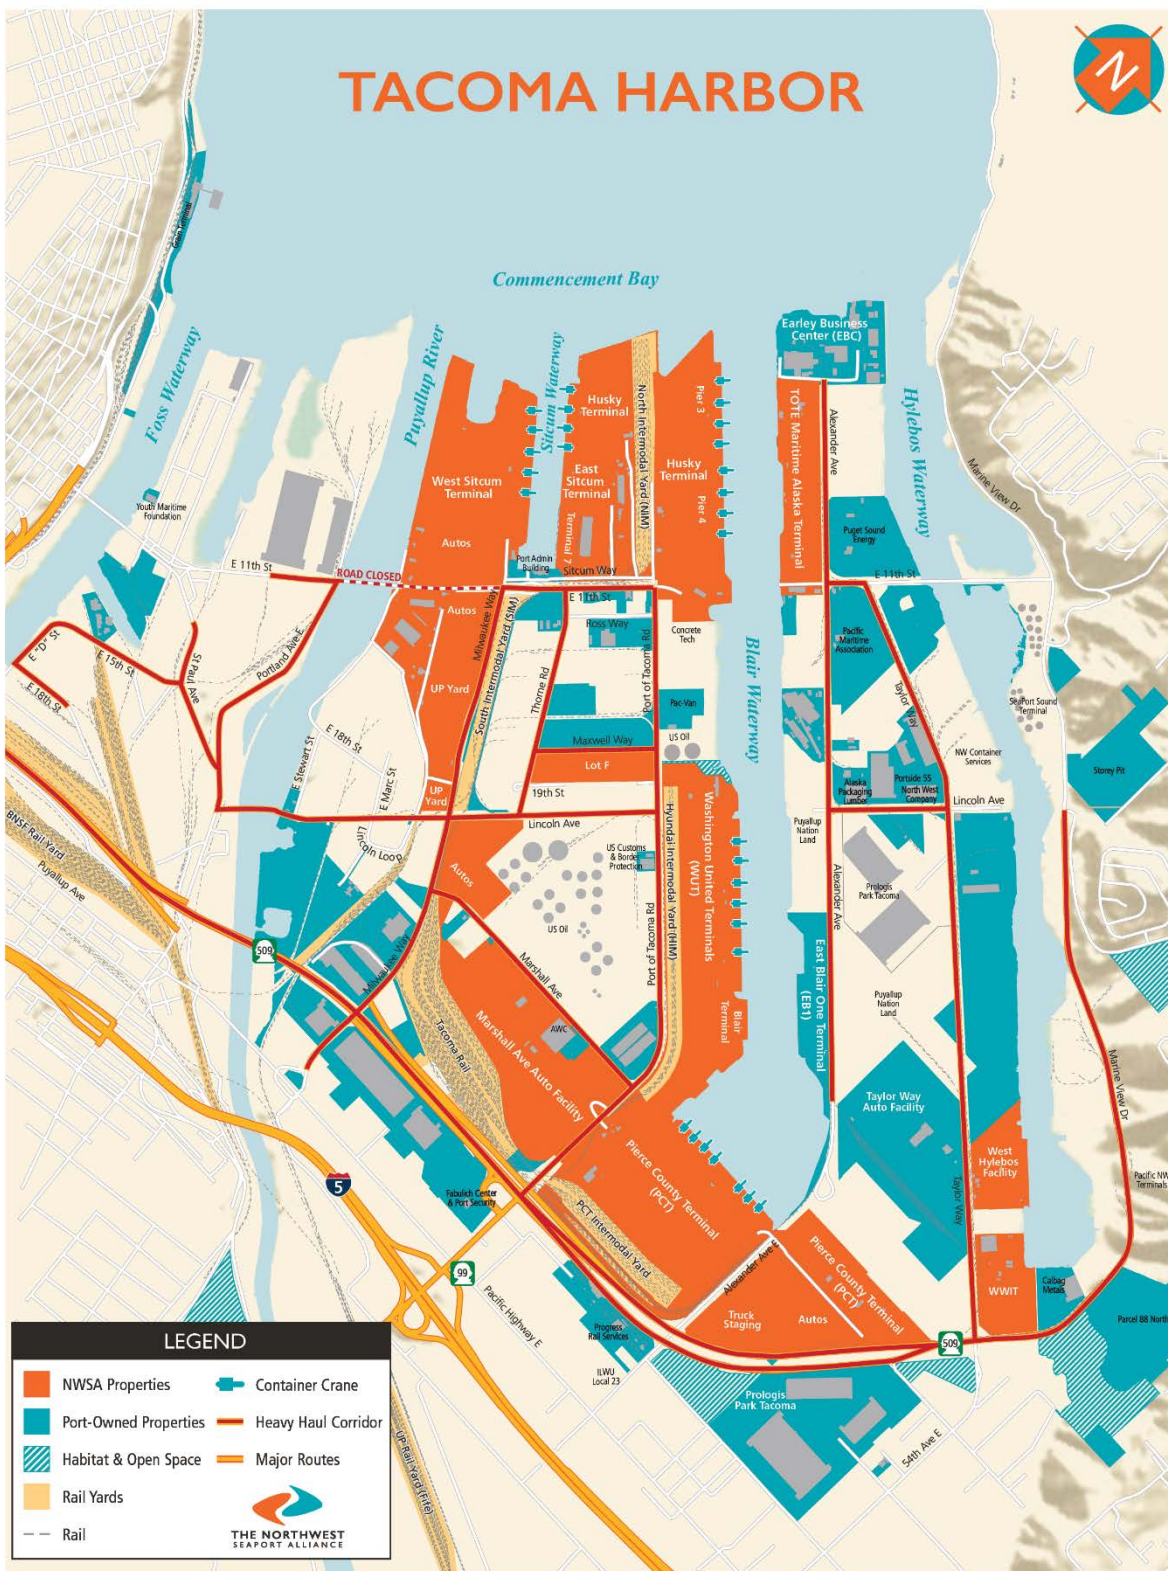 TACOMA HARBOR
N
Commencement Bay
Grain Terminal
Foss Waterway
Puyallup River
Sitcum Waterway
Hylebos Waterway
Blair Waterway
Earley Business
Center (EBC)
Husky
Terminal
North Intermodal Yard (NIM)
Pier 3
Husky
Terminal
Pier 4
TOTE Maritime Alaska Terminal
Alexander Ave
Marine View Dr
West Sitcum
Terminal
East
Sitcum
Terminal
Terminal 7
Autos
Youth Maritime
Foundation
Puget Sound
Energy
Port Admin
Building
Sitcum Way
E 11th St
ROAD CLOSED
E 11th St
E 11th St
Autos
Milwaukee Way
South Intermodal Yard (SIM)
Ross Way
Concrete
Tech
Port of Tacoma Rd
Thorne Rd
Pacific
Maritime
Association
Taylor Way
E "D" St
E 15th St
E 18th St
St Paul Ave
Portland Ave E
UP Yard
Pac-Van
US Oil
Maxwell Way
Lot F
19th St
E 18th St
E Stewart St
E Marc St
UP
Yard
SeaPort Sound
Terminal
NW Container
Services
Storey Pit
Alaska
Packaging
Lumber
Portside 55
North West
Company
Lincoln Ave
Lincoln Ave
Lincoln Loop
BNSF Rail Yard
Puyallup Ave
Autos
US Customs
& Border
Protection
US Oil
Hyundai Intermodal Yard (HIM)
Washington United Terminals
(WUT)
Puyallup
Nation
Land
Alexander Ave
Prologis
Park Tacoma
509
Milwaukee Way
Marshall Ave
Port of Tacoma Rd
East Blair One Terminal
(EB1)
Puyallup
Nation
Land
Blair
Terminal
Tacoma Rail
AWC
Marshall Ave Auto Facility
Marine View Dr
Taylor Way
Auto Facility
West
Hylebos
Facility
Taylor Way
Pacific NW
Terminals
5
Fabulich Center
& Port Security
Pierce County Terminal
(PCT)
PCT Intermodal Yard
Alexander Ave E
Pierce County Terminal
(PCT)
99
Pacific Highway E
WWIT
Calbag
Metals
Parcel 88 North
Truck
Staging
Autos
509
Progress
Rail Services
ILWU
Local 23
Prologis
Park Tacoma
54th Ave E
UP Rail Yard (Fife)
LEGEND
NWSA Properties
Container Crane
Port-Owned Properties
Heavy Haul Corridor
Habitat & Open Space
Major Routes
Rail Yards
Rail
THE NORTHWEST
SEAPORT ALLIANCE